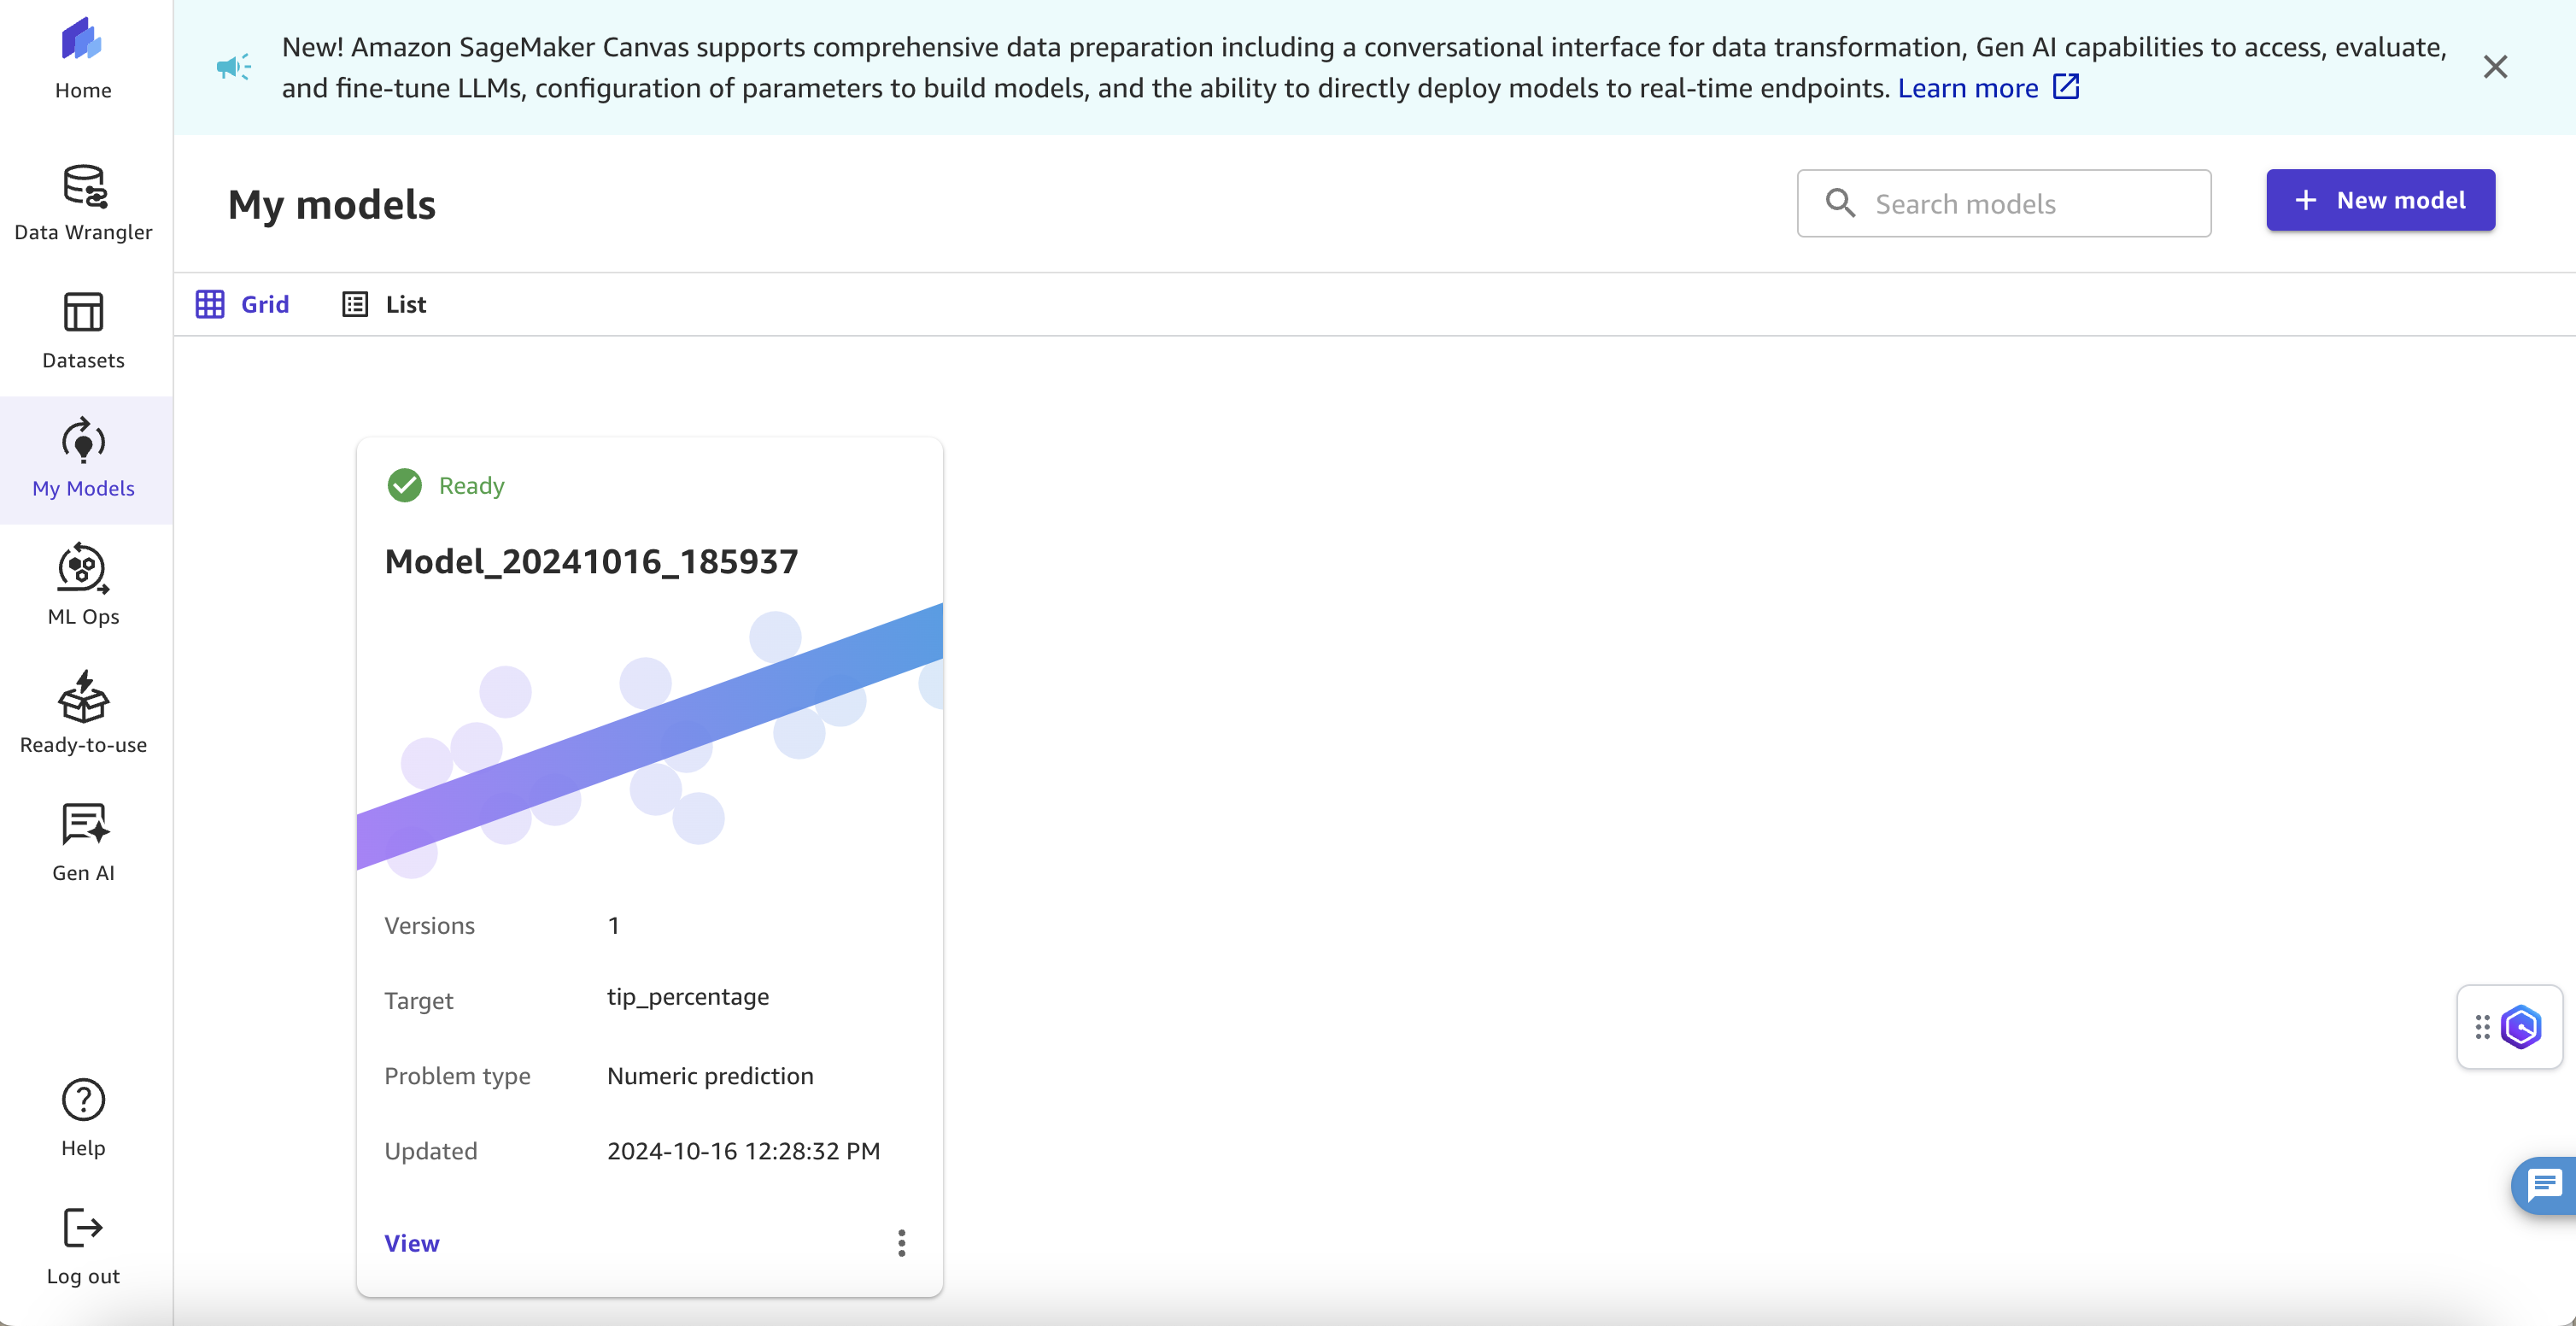 Home
Data Wrangler
Datasets
My Models
ML Ops
Ready-to-use
Gen AI
Help
Log out
New! Amazon SageMaker Canvas supports comprehensive data preparation including a conversational interface for data transformation, Gen AI capabilities to access, evaluate,
and fine-tune LLMs, configuration of parameters to build models, and the ability to directly deploy models to real-time endpoints. Learn more
My models
Search models
+ New model
Grid
List
Ready
Model_20241016_185937
Versions 1
Target tip_percentage
Problem type Numeric prediction
Updated 2024-10-16 12:28:32 PM
View